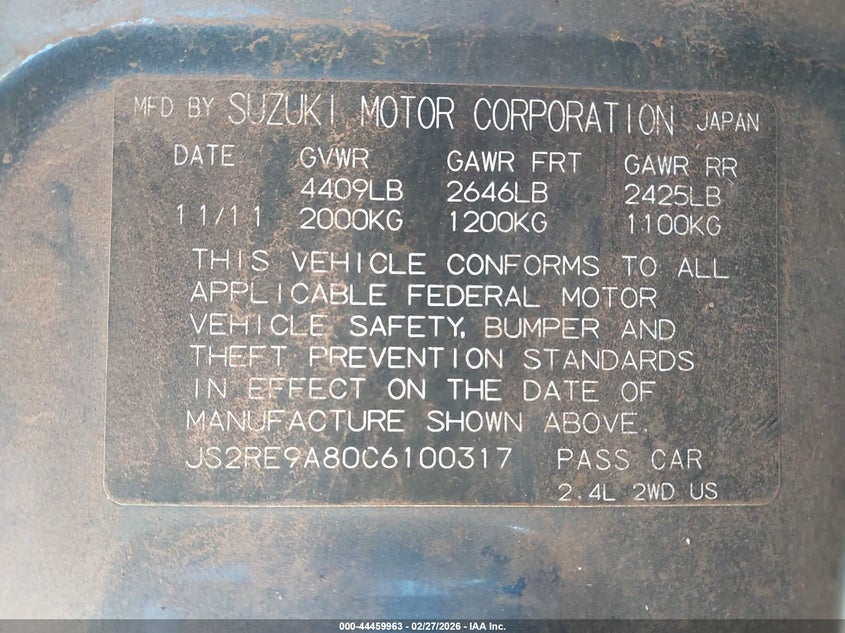 MFD BY SUZUKI MOTOR CORPORATION JAPAN
DATE GVWR GAWR FRT GAWR RR
4409LB 2646LB 2425LB
11/11 2000KG 1200KG 1100KG
THIS VEHICLE CONFORMS TO ALL
APPLICABLE FEDERAL MOTOR
VEHICLE SAFETY, BUMPER AND
THEFT PREVENTION STANDARDS
IN EFFECT ON THE DATE OF
MANUFACTURE SHOWN ABOVE.
JS2RE9A80C6100317 PASS CAR
2.4L 2WD US
000-44459963 - 02/27/2026 - IAA Inc.